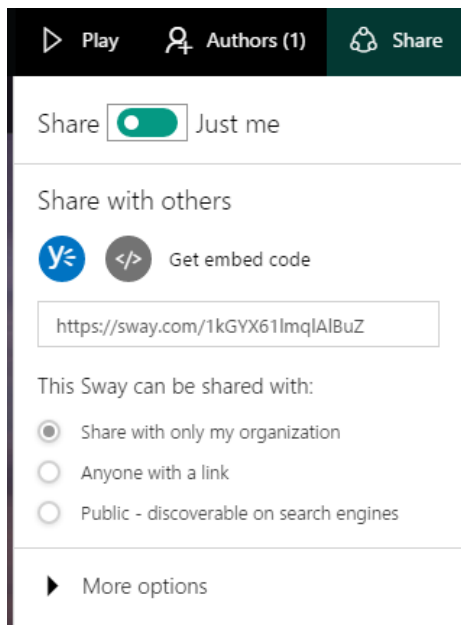 Play Authors (1) Share
Share Just me
Share with others
Get embed code
https://sway.com/1kGYX61lmqlAlBuZ
This Sway can be shared with:
Share with only my organization
Anyone with a link
Public - discoverable on search engines
More options